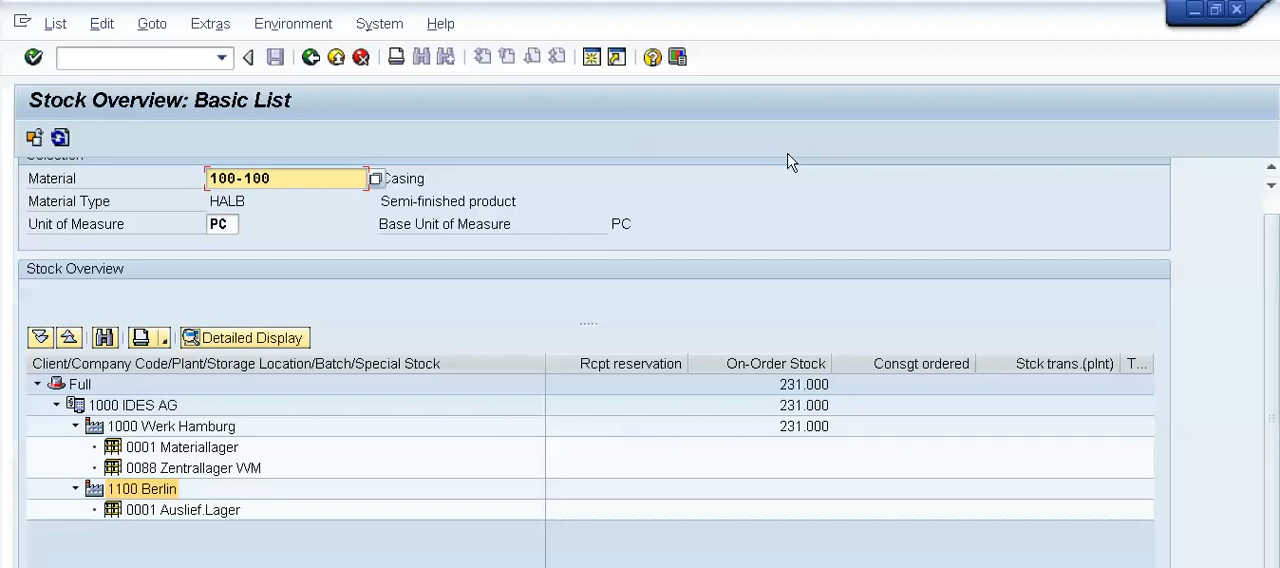 List Edit Goto Extras Environment System Help
Stock Overview: Basic List
Selection
Material 100-100 Casing
Material Type HALB Semi-finished product
Unit of Measure PC Base Unit of Measure PC
Stock Overview
Detailed Display
Client/Company Code/Plant/Storage Location/Batch/Special Stock Rcpt reservation On-Order Stock Consgt ordered Stck trans.(plnt) T...
Full 231.000
1000 IDES AG 231.000
1000 Werk Hamburg 231.000
0001 Materiallager
0088 Zentrallager WM
1100 Berlin
0001 Auslief.Lager